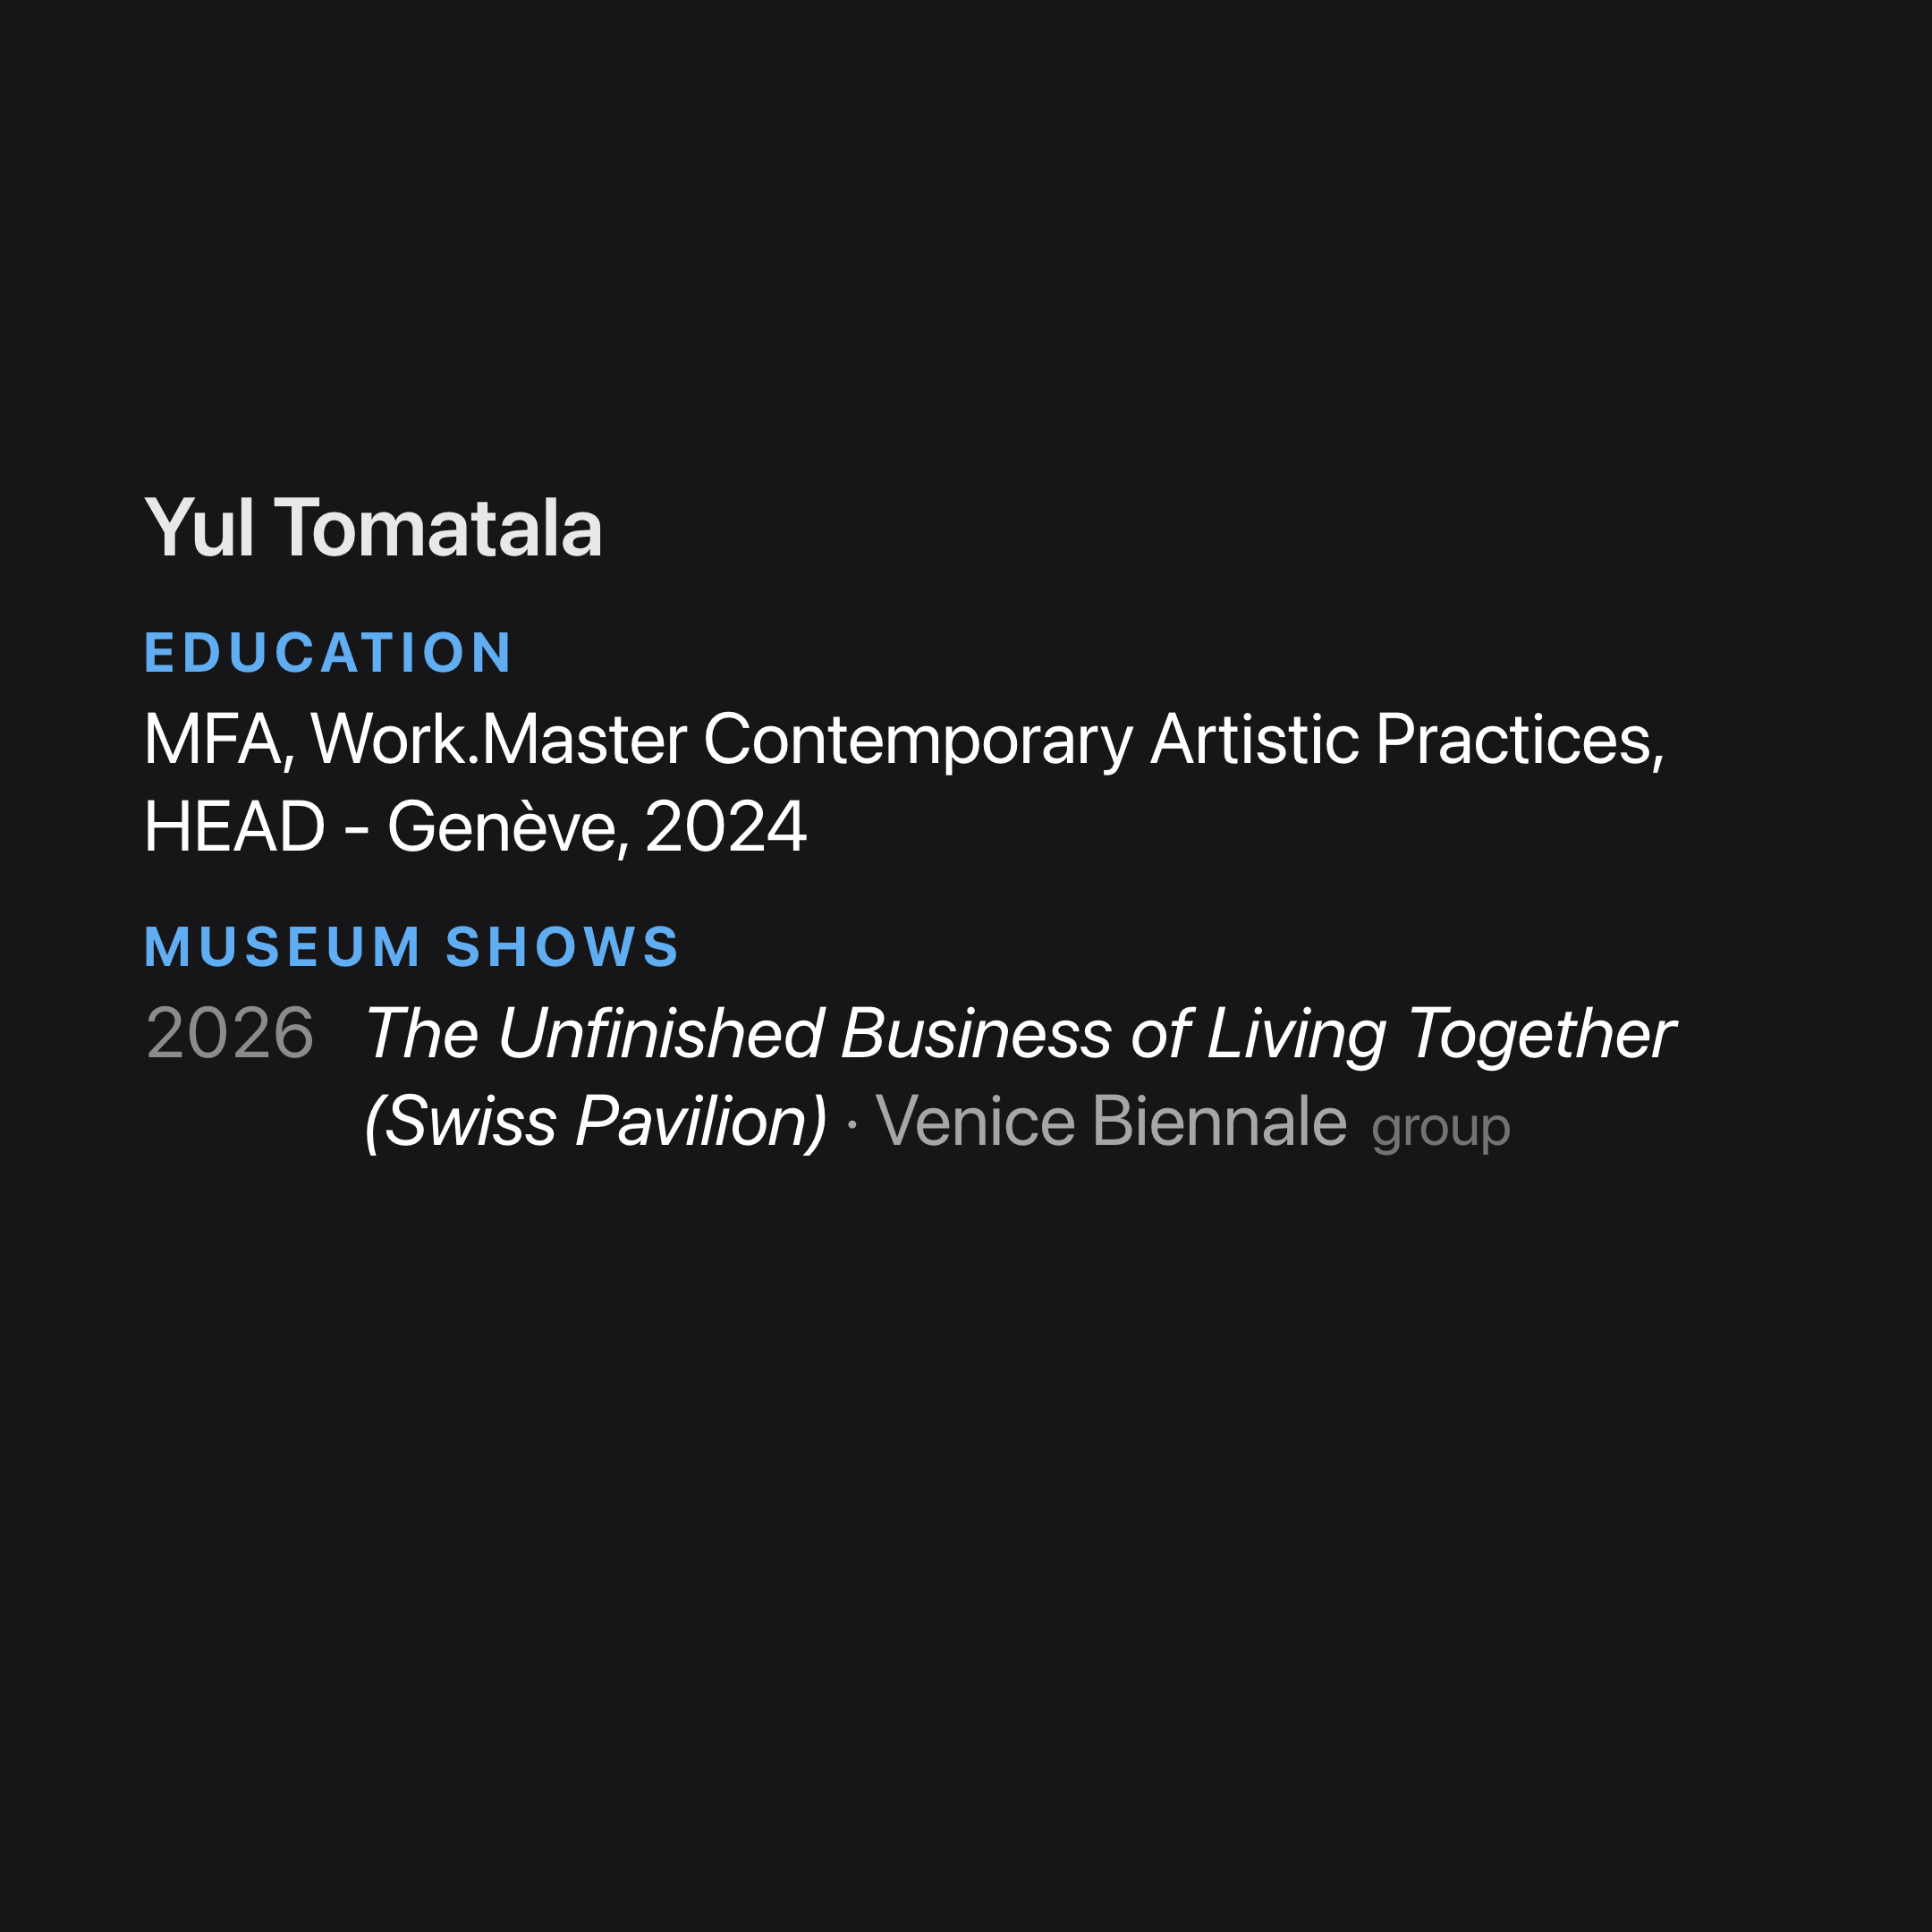 Yul Tomatala
EDUCATION
MFA, Work.Master Contemporary Artistic Practices,
HEAD - Genève, 2024
MUSEUM SHOWS
2026 The Unfinished Business of Living Together
(Swiss Pavilion) · Venice Biennale group